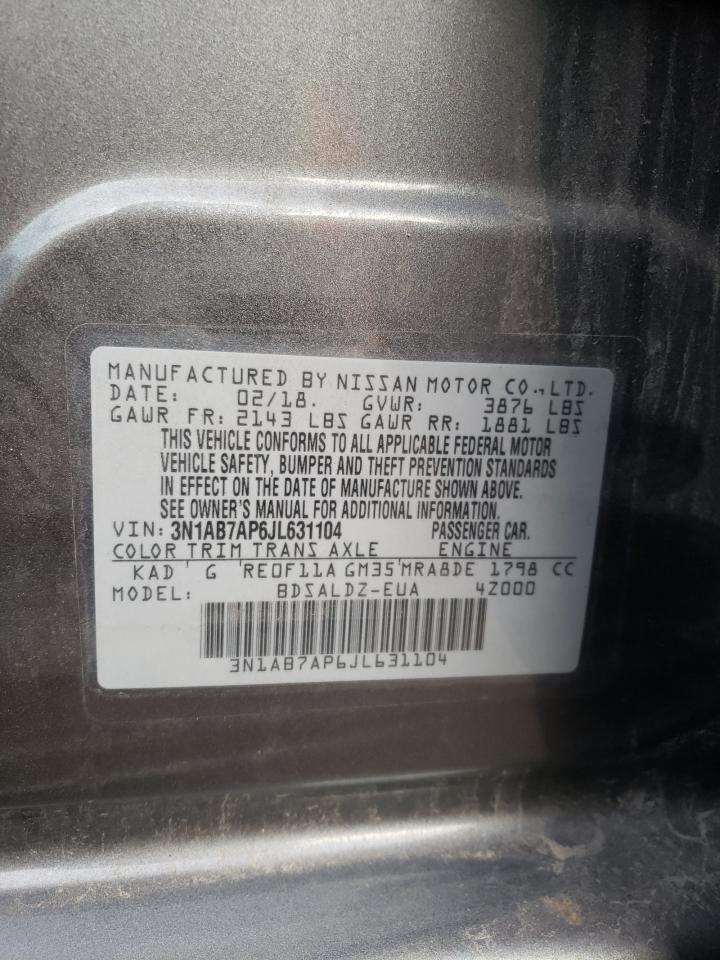 MANUFACTURED BY NISSAN MOTOR CO.,LTD.
DATE: 02/18. GVWR: 3876 LBS
GAWR FR: 2143 LBS GAWR RR: 1881 LBS
THIS VEHICLE CONFORMS TO ALL APPLICABLE FEDERAL MOTOR
VEHICLE SAFETY, BUMPER AND THEFT PREVENTION STANDARDS
IN EFFECT ON THE DATE OF MANUFACTURE SHOWN ABOVE.
SEE OWNER'S MANUAL FOR ADDITIONAL INFORMATION.
VIN: 3N1AB7AP6JL631104 PASSENGER CAR.
COLOR TRIM TRANS AXLE ENGINE
KAD G RE0F11A GM35 MRA8DE 1798 CC
MODEL: BDSALDZ-EUA 4Z000
3N1AB7AP6JL631104